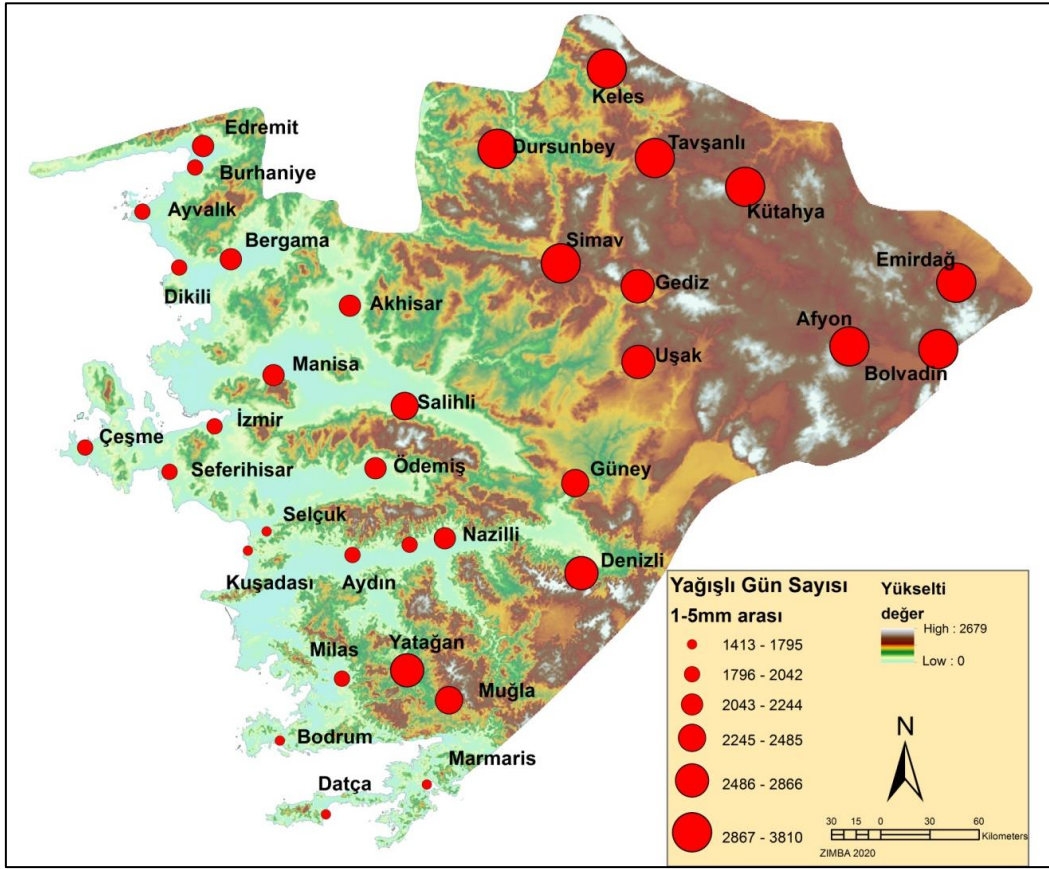 Keles
Edremit
Dursunbey
Tavşanlı
Burhaniye
Kütahya
Ayvalık
Bergama
Simav
Emirdağ
Dikili
Gediz
Akhisar
Afyon
Uşak
Bolvadin
Manisa
Salihli
İzmir
Çeşme
Seferihisar
Ödemiş
Güney
Selçuk
Nazilli
Kuşadası
Aydın
Denizli
Milas
Yatağan
Muğla
Bodrum
Marmaris
Datça
Yağışlı Gün Sayısı
1-5mm arası
1413 - 1795
1796 - 2042
2043 - 2244
2245 - 2485
2486 - 2866
2867 - 3810
Yükselti
değer
High : 2679
Low : 0
N
30 15 0 30 60
Kilometers
ZIMBA 2020